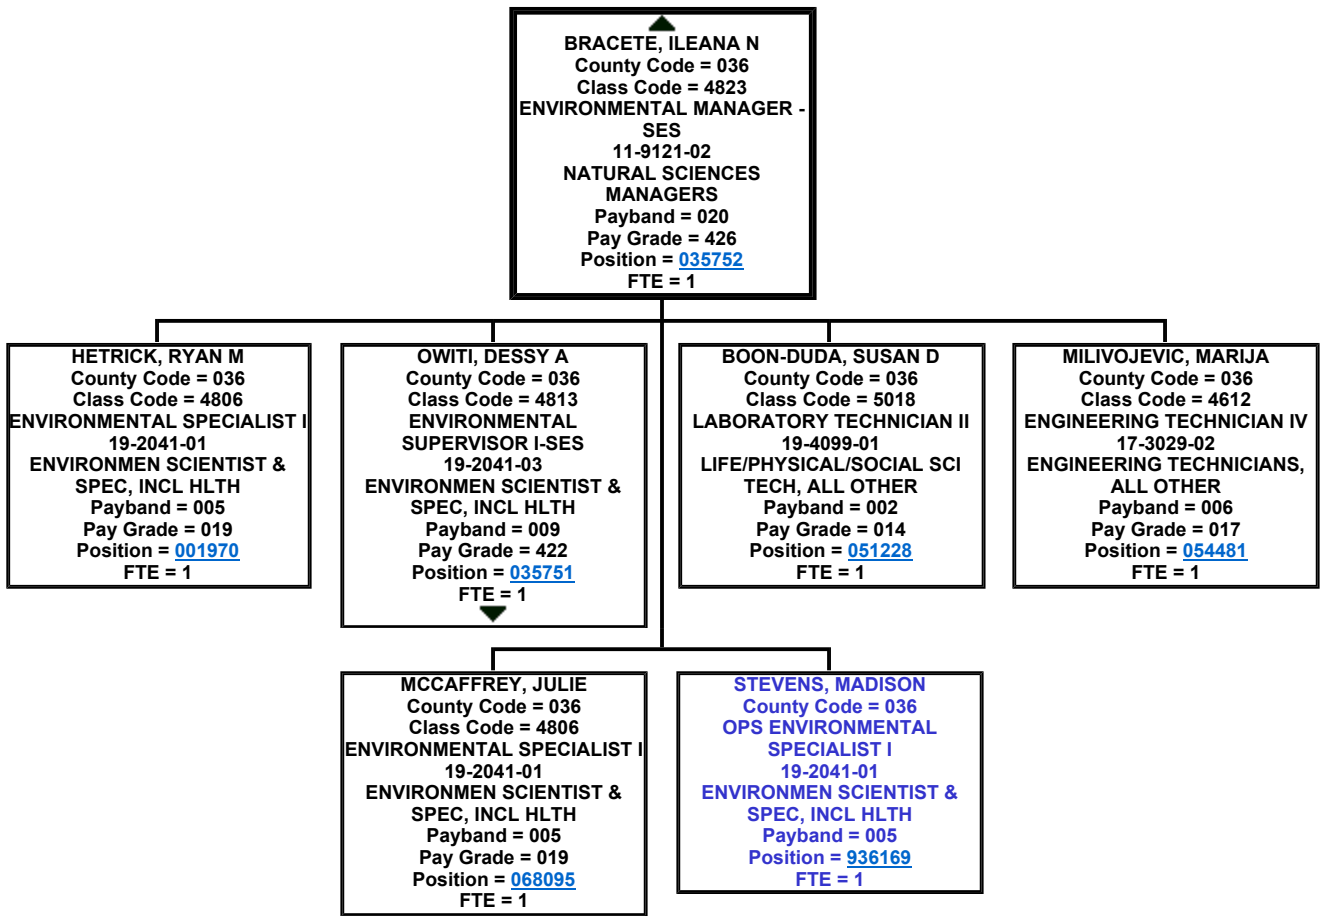 BRACETE, ILEANA N
County Code = 036
Class Code = 4823
ENVIRONMENTAL MANAGER -
SES
11-9121-02
NATURAL SCIENCES
MANAGERS
Payband = 020
Pay Grade = 426
Position = 035752
FTE = 1
HETRICK, RYAN M
County Code = 036
Class Code = 4806
ENVIRONMENTAL SPECIALIST I
19-2041-01
ENVIRONMEN SCIENTIST &
SPEC, INCL HLTH
Payband = 005
Pay Grade = 019
Position = 001970
FTE = 1
OWITI, DESSY A
County Code = 036
Class Code = 4813
ENVIRONMENTAL
SUPERVISOR I-SES
19-2041-03
ENVIRONMEN SCIENTIST &
SPEC, INCL HLTH
Payband = 009
Pay Grade = 422
Position = 035751
FTE = 1
BOON-DUDA, SUSAN D
County Code = 036
Class Code = 5018
LABORATORY TECHNICIAN II
19-4099-01
LIFE/PHYSICAL/SOCIAL SCI
TECH, ALL OTHER
Payband = 002
Pay Grade = 014
Position = 051228
FTE = 1
MILIVOJEVIC, MARIJA
County Code = 036
Class Code = 4612
ENGINEERING TECHNICIAN IV
17-3029-02
ENGINEERING TECHNICIANS,
ALL OTHER
Payband = 006
Pay Grade = 017
Position = 054481
FTE = 1
MCCAFFREY, JULIE
County Code = 036
Class Code = 4806
ENVIRONMENTAL SPECIALIST I
19-2041-01
ENVIRONMEN SCIENTIST &
SPEC, INCL HLTH
Payband = 005
Pay Grade = 019
Position = 068095
FTE = 1
STEVENS, MADISON
County Code = 036
OPS ENVIRONMENTAL
SPECIALIST I
19-2041-01
ENVIRONMEN SCIENTIST &
SPEC, INCL HLTH
Payband = 005
Position = 936169
FTE = 1